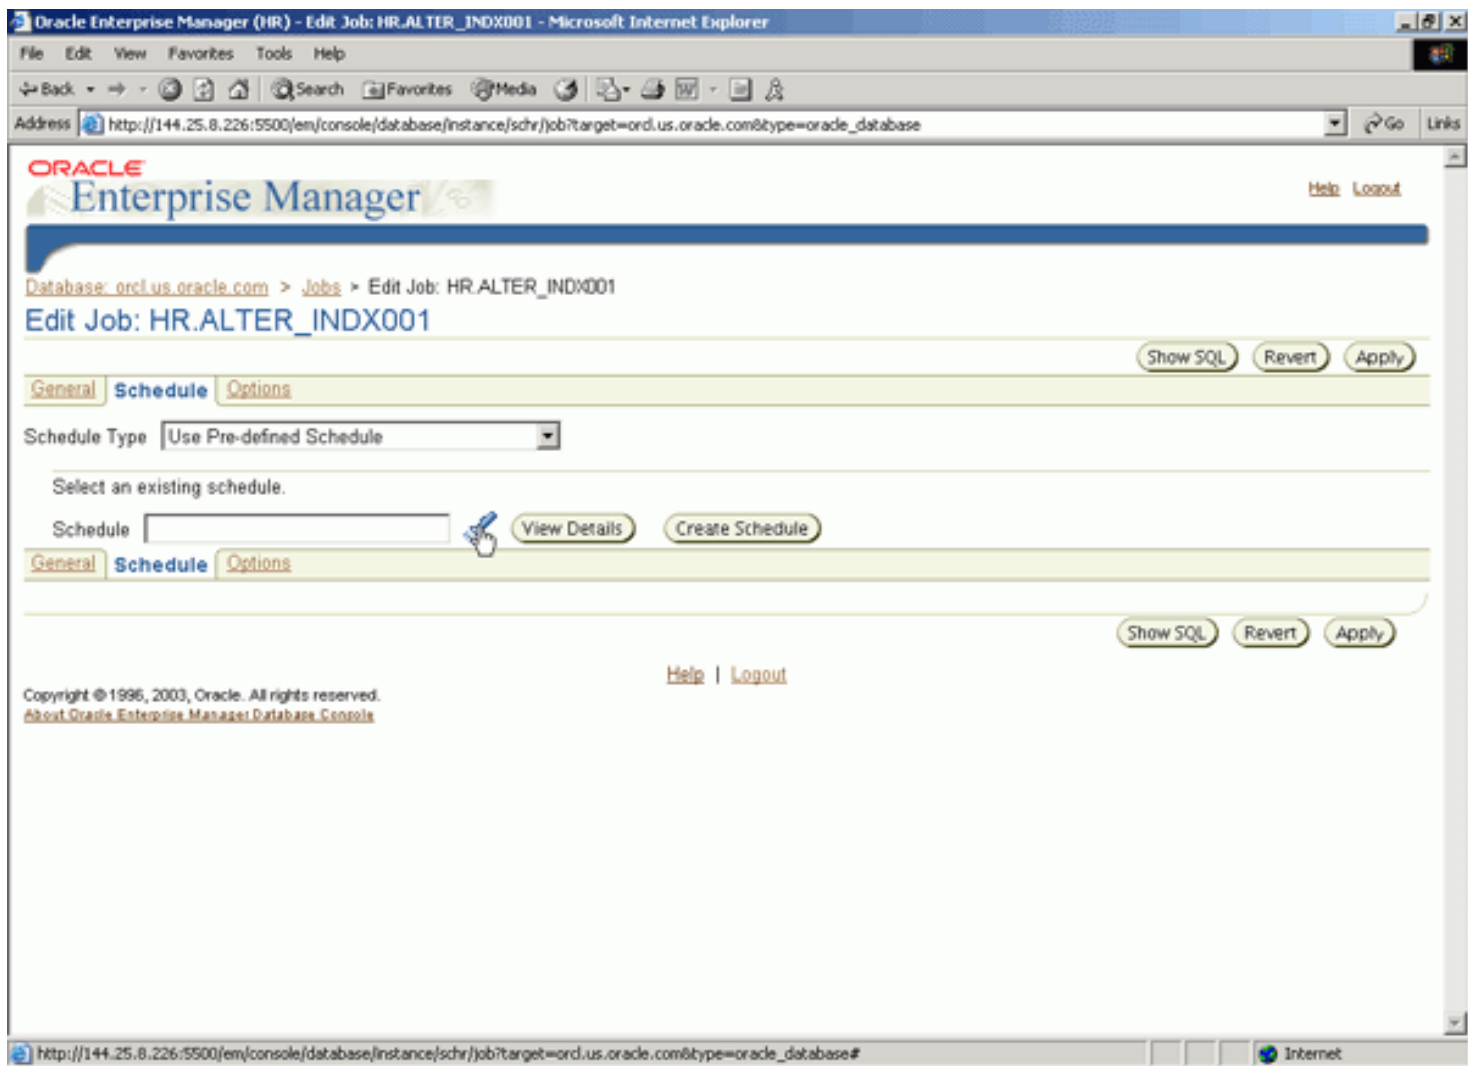 Oracle Enterprise Manager (HR) - Edit Job: HR.ALTER_INDX001 - Microsoft Internet Explorer
File Edit View Favorites Tools Help
Back Search Favorites Media
Address http://144.25.8.226:5500/em/console/database/instance/schr/job?target=orcl.us.oracle.com&type=oracle_database Go Links
ORACLE
Enterprise Manager
Help Logout
Database: orcl.us.oracle.com > Jobs > Edit Job: HR.ALTER_INDX001
Edit Job: HR.ALTER_INDX001
Show SQL Revert Apply
General Schedule Options
Schedule Type Use Pre-defined Schedule
Select an existing schedule.
Schedule View Details Create Schedule
General Schedule Options
Show SQL Revert Apply
Help | Logout
Copyright © 1996, 2003, Oracle. All rights reserved.
About Oracle Enterprise Manager Database Console
http://144.25.8.226:5500/em/console/database/instance/schr/job?target=orcl.us.oracle.com&type=oracle_database# Internet